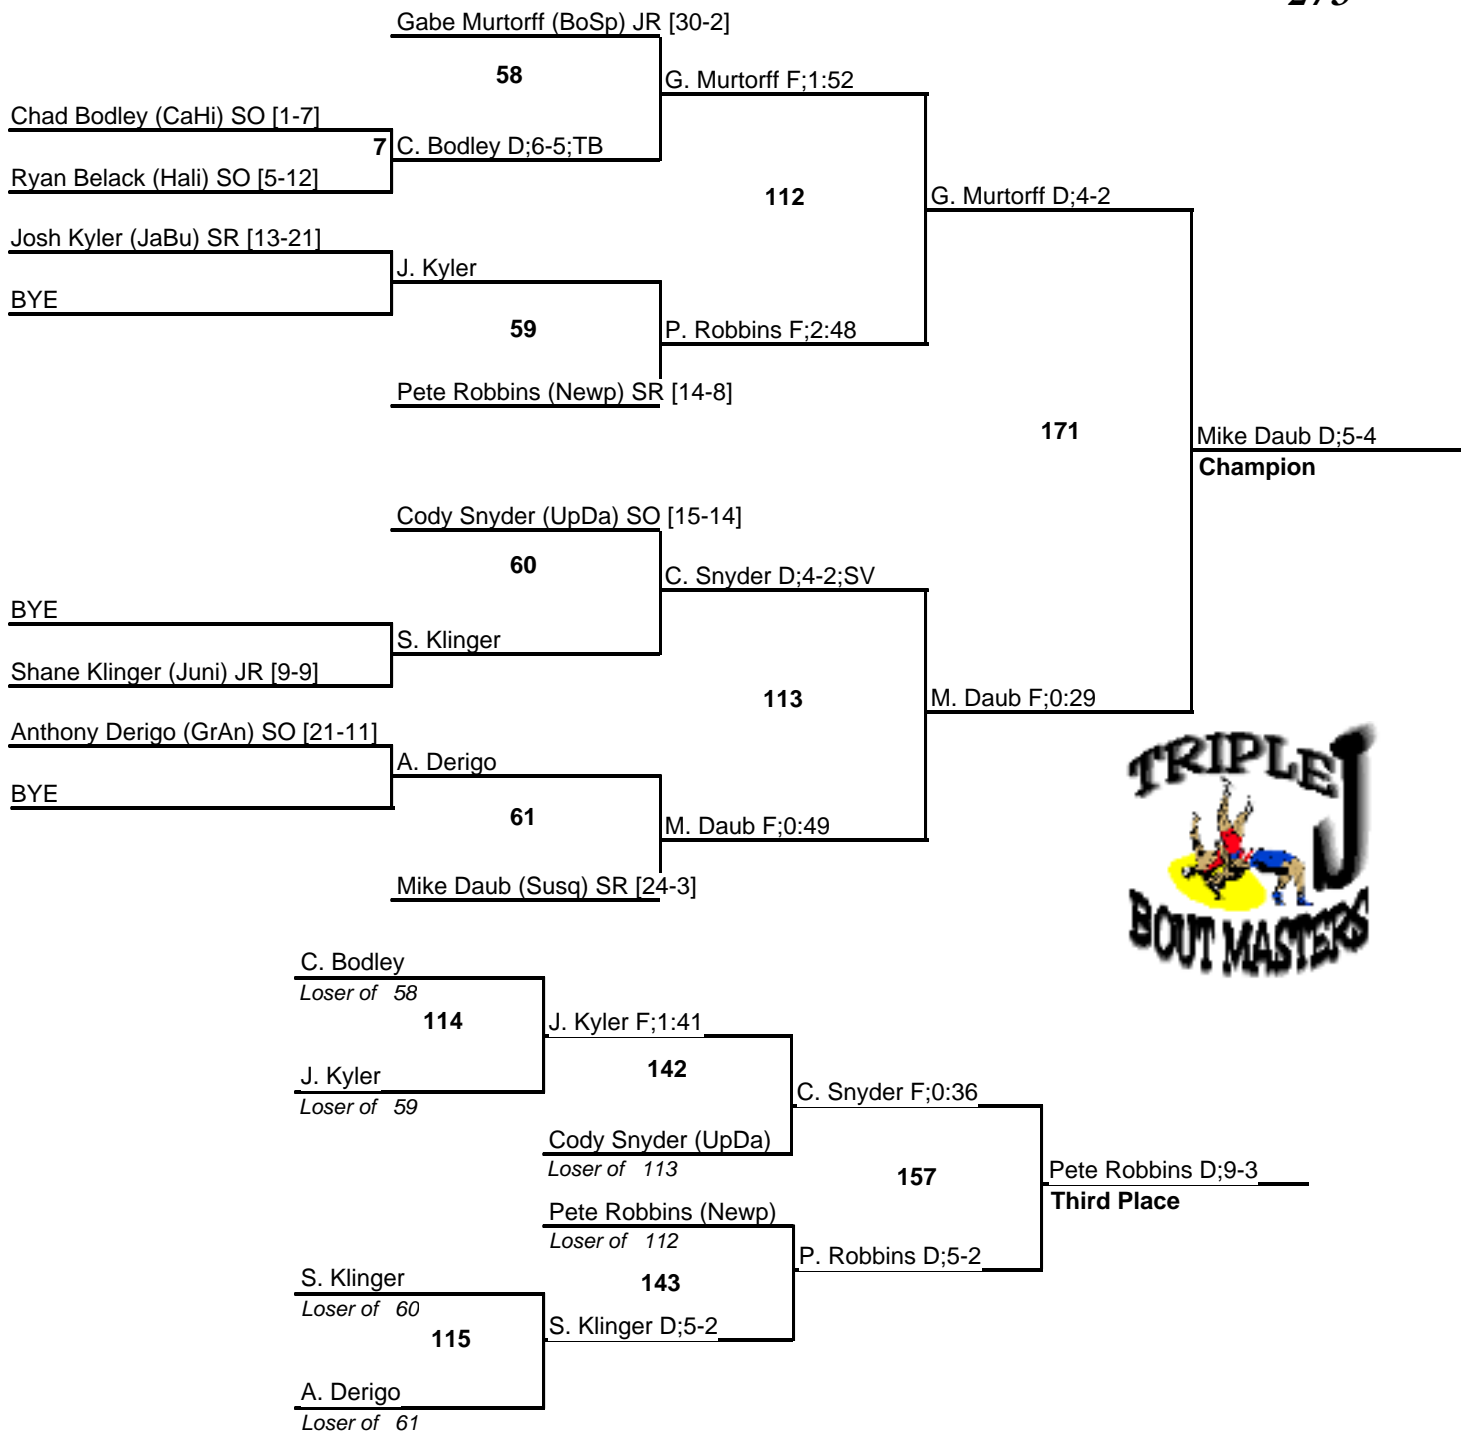 Gabe Murtorff (BoSp) JR [30-2]
58
G. Murtorff F;1:52
Chad Bodley (CaHi) SO [1-7]
7
C. Bodley D;6-5;TB
Ryan Belack (Hali) SO [5-12]
112
G. Murtorff D;4-2
Josh Kyler (JaBu) SR [13-21]
J. Kyler
BYE
59
P. Robbins F;2:48
Pete Robbins (Newp) SR [14-8]
171
Mike Daub D;5-4
Champion
Cody Snyder (UpDa) SO [15-14]
60
C. Snyder D;4-2;SV
BYE
S. Klinger
Shane Klinger (Juni) JR [9-9]
113
M. Daub F;0:29
Anthony Derigo (GrAn) SO [21-11]
A. Derigo
BYE
61
M. Daub F;0:49
Mike Daub (Susq) SR [24-3]
TRIPLE J
BOUT MASTERS
C. Bodley
Loser of 58
114
J. Kyler F;1:41
J. Kyler
Loser of 59
142
C. Snyder F;0:36
Cody Snyder (UpDa)
Loser of 113
157
Pete Robbins D;9-3
Third Place
Pete Robbins (Newp)
Loser of 112
P. Robbins D;5-2
S. Klinger
Loser of 60
143
115
S. Klinger D;5-2
A. Derigo
Loser of 61